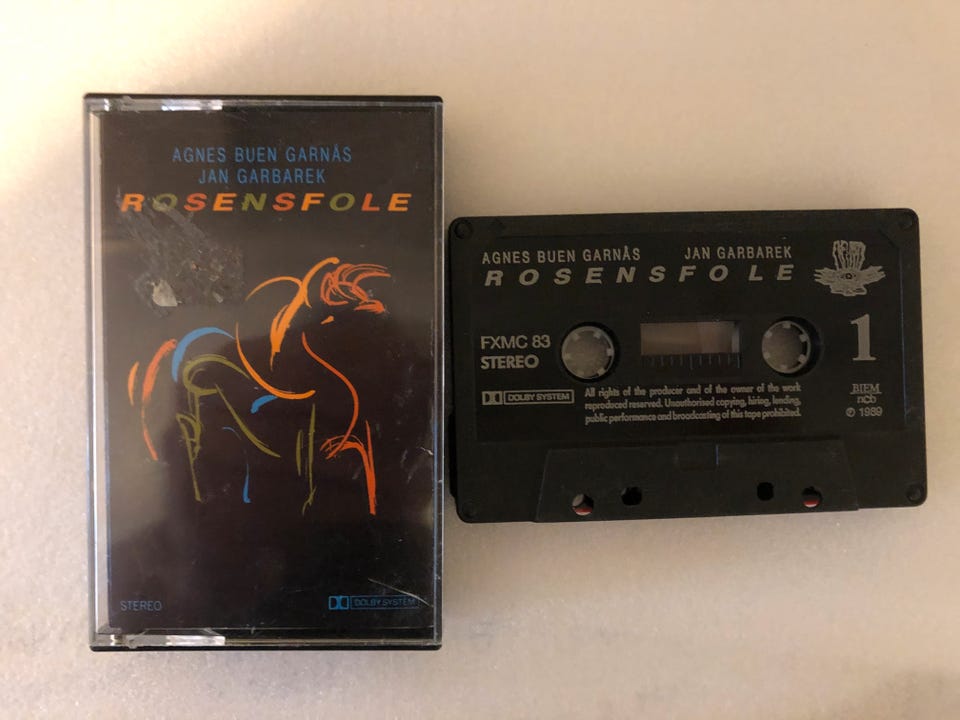 AGNES BUEN GARNÅS
JAN GARBAREK
ROSENSFOLE
STEREO
DOLBY SYSTEM
AGNES BUEN GARNÅS JAN GARBAREK
ROSENSFOLE
FXMC 83
STEREO
1
DOLBY SYSTEM
All rights of the producer and of the owner of the work
reproduced reserved. Unauthorised copying, hiring, lending,
public performance and broadcasting of this tape prohibited.
BIEM
ncb
℗ 1989